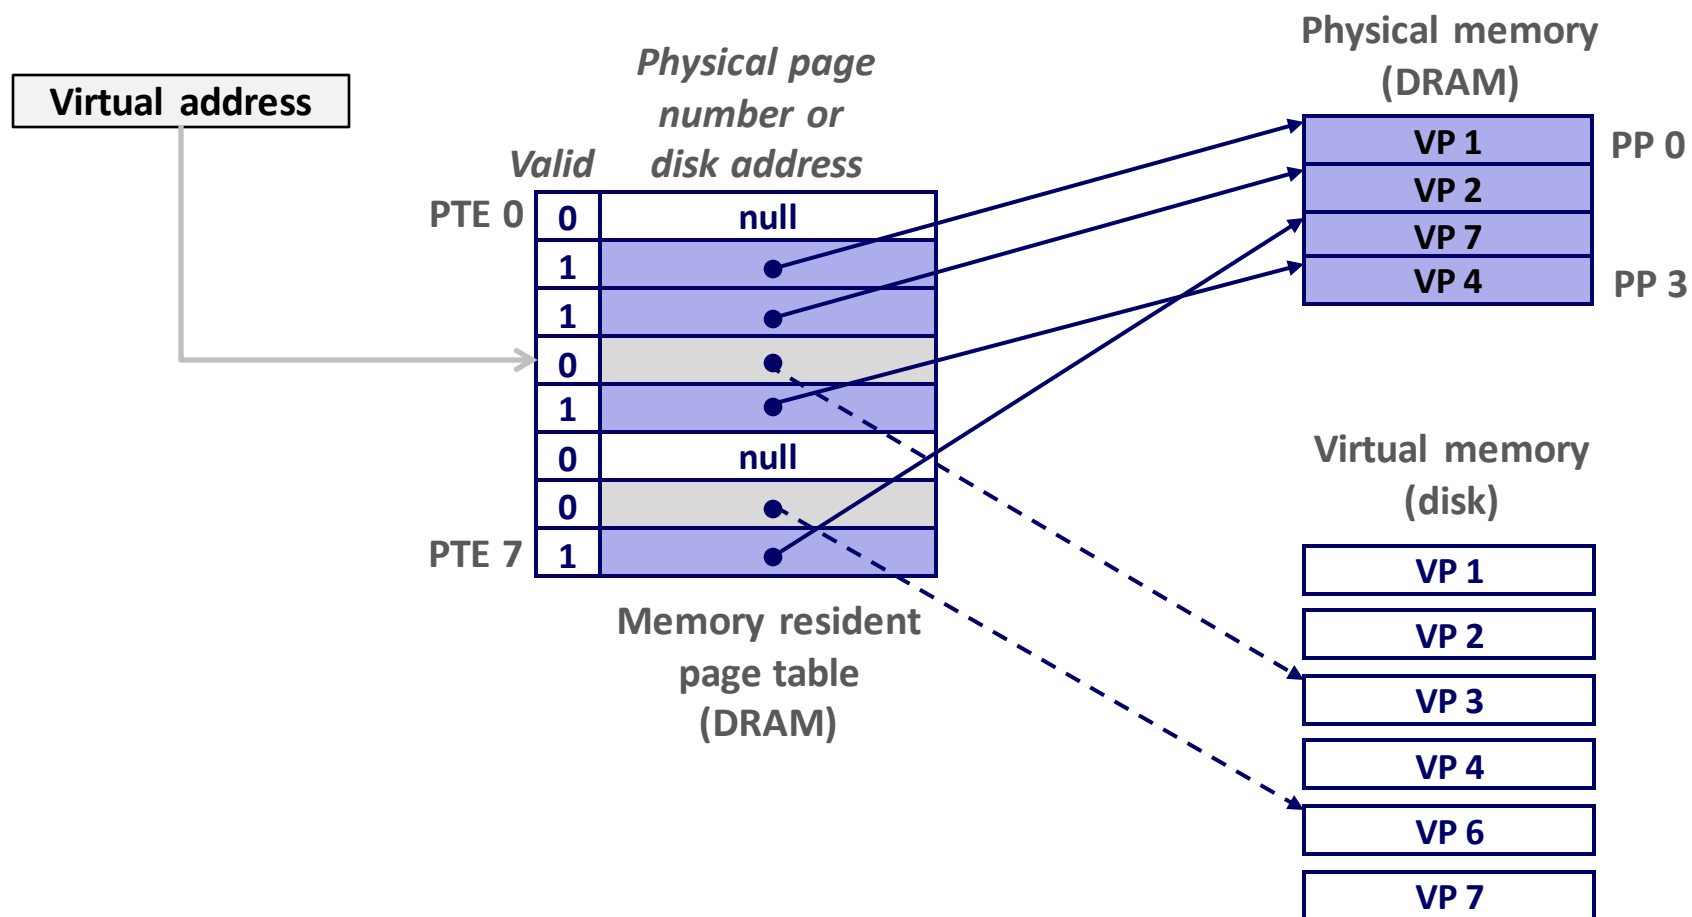 Virtual address
Physical page
number or
disk address
Valid
PTE 0
0
null
1
1
0
1
0
null
0
PTE 7
1
Memory resident
page table
(DRAM)
Physical memory
(DRAM)
VP 1
PP 0
VP 2
VP 7
VP 4
PP 3
Virtual memory
(disk)
VP 1
VP 2
VP 3
VP 4
VP 6
VP 7